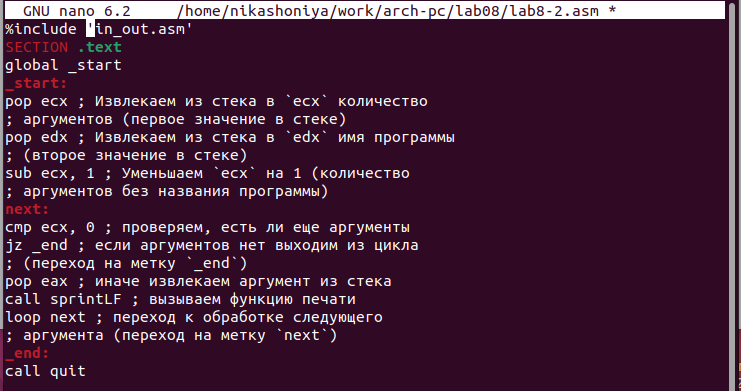 GNU nano 6.2 /home/nikashoniya/work/arch-pc/lab08/lab8-2.asm *
%include 'in_out.asm'
SECTION .text
global _start
_start:
pop ecx ; Извлекаем из стека в `ecx` количество
; аргументов (первое значение в стеке)
pop edx ; Извлекаем из стека в `edx` имя программы
; (второе значение в стеке)
sub ecx, 1 ; Уменьшаем `ecx` на 1 (количество
; аргументов без названия программы)
next:
cmp ecx, 0 ; проверяем, есть ли еще аргументы
jz _end ; если аргументов нет выходим из цикла
; (переход на метку `_end`)
pop eax ; иначе извлекаем аргумент из стека
call sprintLF ; вызываем функцию печати
loop next ; переход к обработке следующего
; аргумента (переход на метку `next`)
_end:
call quit